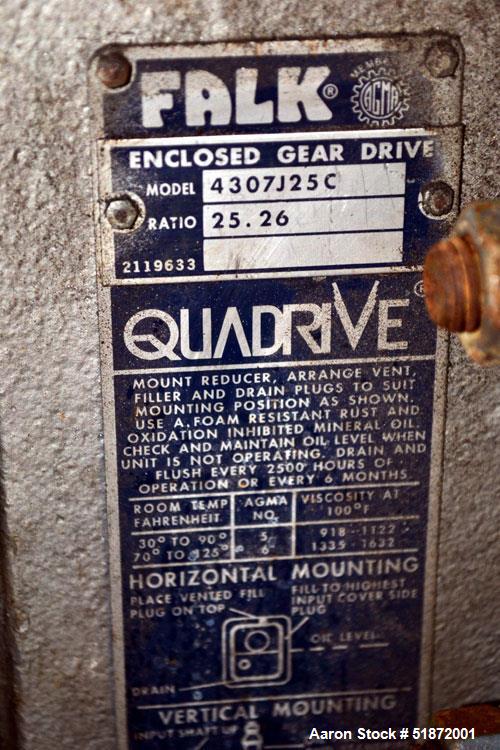 FALK®
MEMBER
AGMA
ENCLOSED GEAR DRIVE
MODEL 4307J25C
RATIO 25.26
2119633
QUADRIVE®
MOUNT REDUCER, ARRANGE VENT,
FILLER AND DRAIN PLUGS TO SUIT
MOUNTING POSITION AS SHOWN.
USE A FOAM RESISTANT RUST AND
OXIDATION INHIBITED MINERAL OIL.
CHECK AND MAINTAIN OIL LEVEL WHEN
UNIT IS NOT OPERATING. DRAIN AND
FLUSH EVERY 2500 HOURS OF
OPERATION OR EVERY 6 MONTHS
ROOM TEMP AGMA VISCOSITY AT
FAHRENHEIT NO. 100°F
30° TO 90° 5 918-1122
70° TO 125° 6 1335-1632
HORIZONTAL MOUNTING
PLACE VENTED FILL FILL TO HIGHEST
PLUG ON TOP INPUT COVER SIDE
PLUG
OIL LEVEL
DRAIN
VERTICAL MOUNTING
INPUT SHAFT UP
Aaron Stock # 51872001